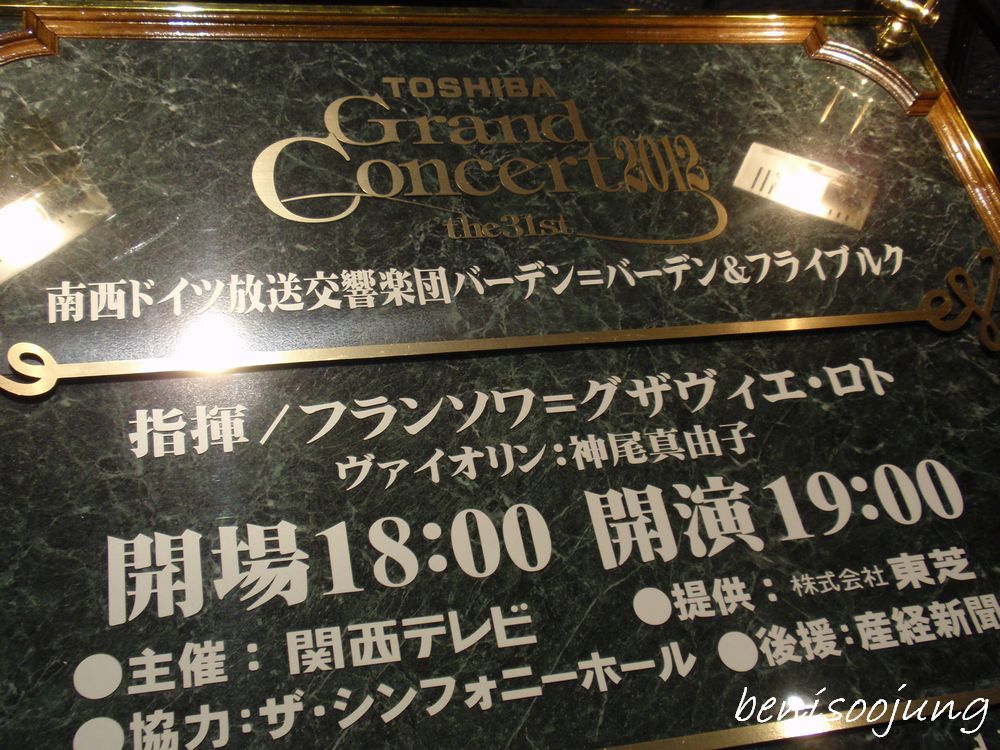 TOSHIBA
Grand
Concert 2012
the 31st
南西ドイツ放送交響楽団バーデン=バーデン&フライブルク
指揮/フランソワ=グザヴィエ・ロト
ヴァイオリン:神尾真由子
開場18:00 開演19:00
●主催:関西テレビ ●提供:株式会社東芝
●協力:ザ・シンフォニーホール ●後援:産経新聞
benisoojung